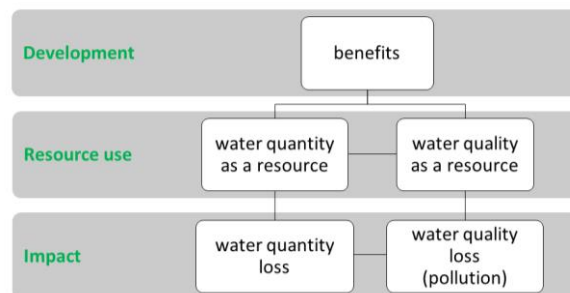 Development
benefits
Resource use
water quantity
as a resource
water quality
as a resource
Impact
water quantity
loss
water quality
loss
(pollution)